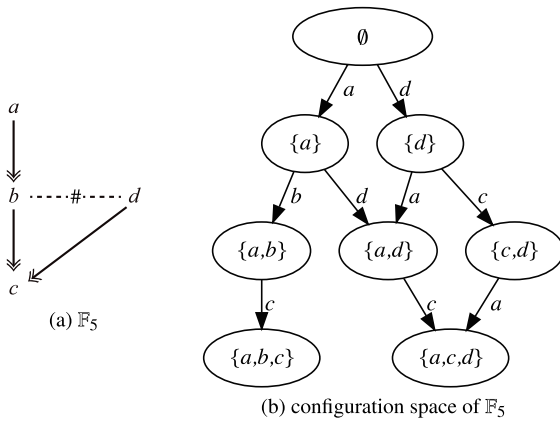 ∅
a d
a
{a} {d}
b # d
b d a c
{a,b} {a,d} {c,d}
c
c c a
(a) 𝔽₅
{a,b,c} {a,c,d}
(b) configuration space of 𝔽₅